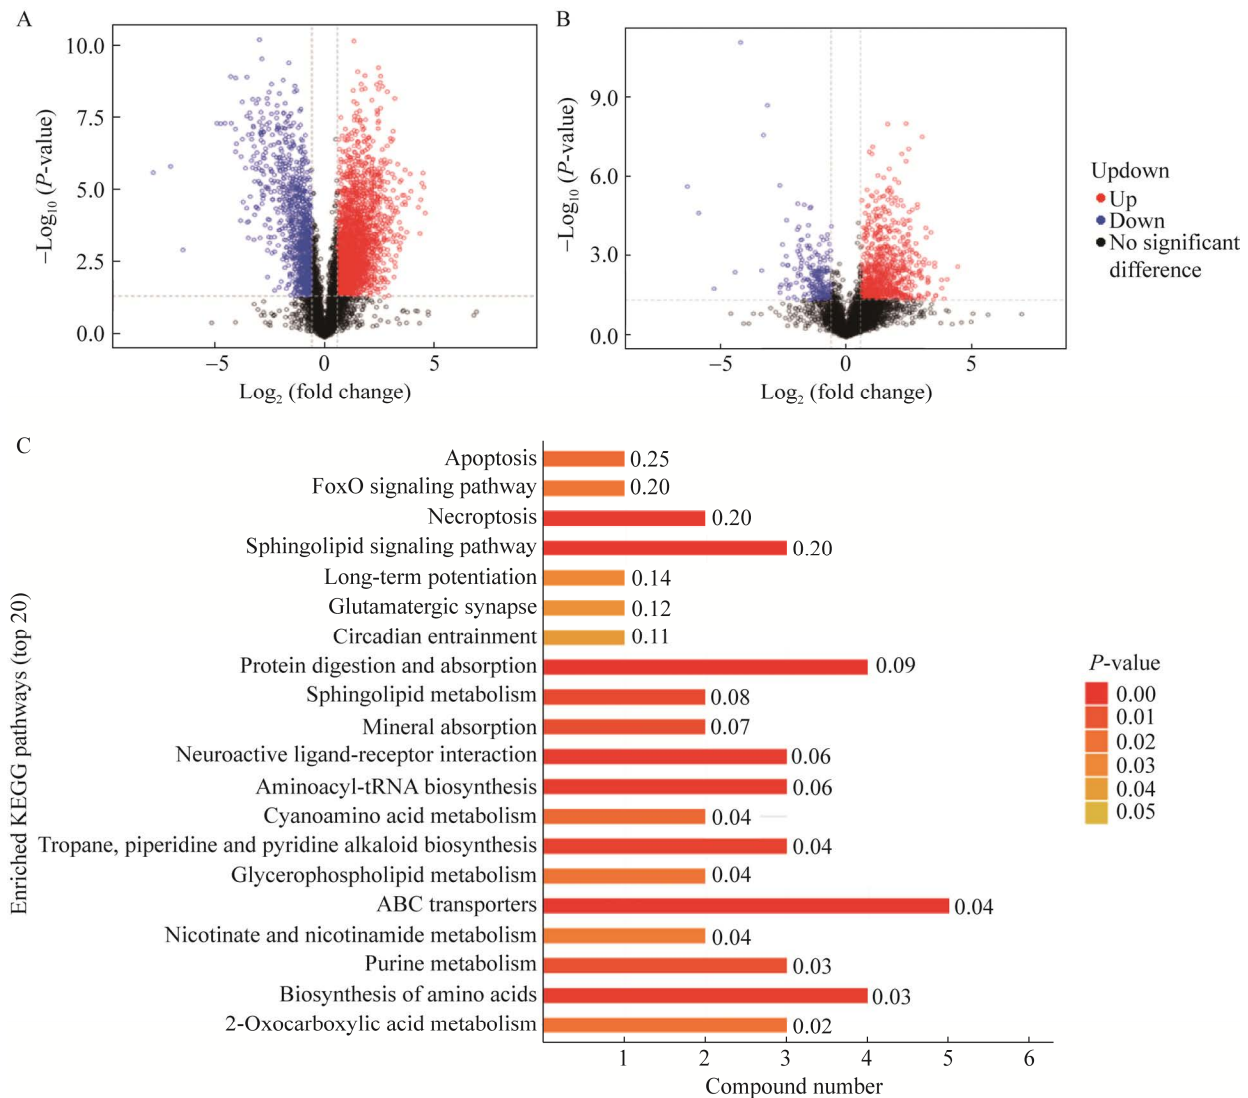 A
10.0
7.5
5.0
2.5
0.0
−Log10 (P-value)
−5
0
5
Log2 (fold change)
B
9.0
6.0
3.0
0.0
−Log10 (P-value)
−5
0
5
Log2 (fold change)
Updown
Up
Down
No significant
difference
C
Enriched KEGG pathways (top 20)
Apoptosis 0.25
FoxO signaling pathway 0.20
Necroptosis 0.20
Sphingolipid signaling pathway 0.20
Long-term potentiation 0.14
Glutamatergic synapse 0.12
Circadian entrainment 0.11
Protein digestion and absorption 0.09
Sphingolipid metabolism 0.08
Mineral absorption 0.07
Neuroactive ligand-receptor interaction 0.06
Aminoacyl-tRNA biosynthesis 0.06
Cyanoamino acid metabolism 0.04
Tropane, piperidine and pyridine alkaloid biosynthesis 0.04
Glycerophospholipid metabolism 0.04
ABC transporters 0.04
Nicotinate and nicotinamide metabolism 0.04
Purine metabolism 0.03
Biosynthesis of amino acids 0.03
2-Oxocarboxylic acid metabolism 0.02
1 2 3 4 5 6
Compound number
P-value
0.00
0.01
0.02
0.03
0.04
0.05